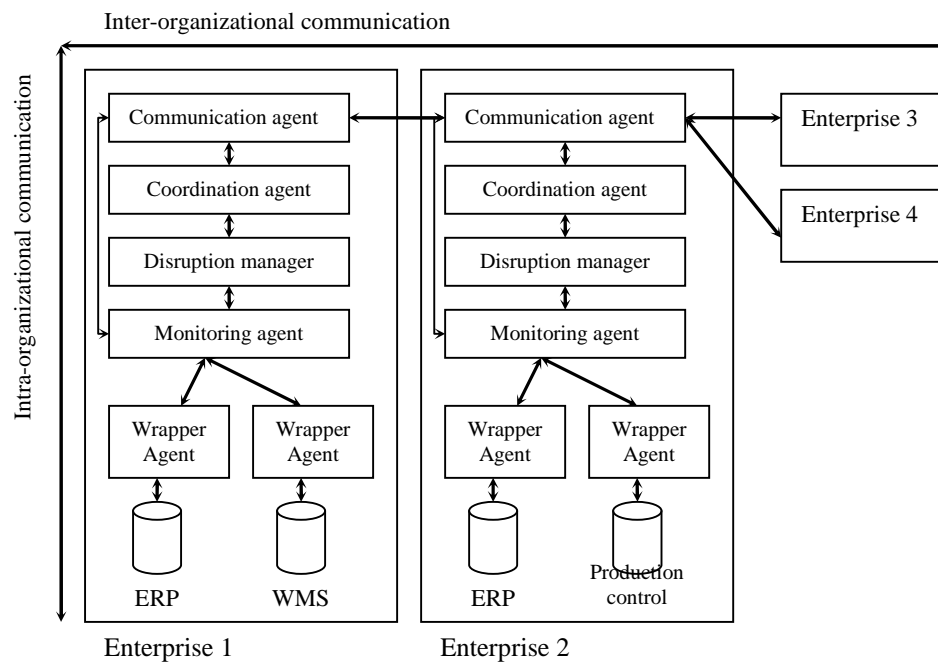 Inter-organizational communication
Intra-organizational communication
Communication agent
Coordination agent
Disruption manager
Monitoring agent
Wrapper
Agent
Wrapper
Agent
ERP
WMS
Enterprise 1
Communication agent
Coordination agent
Disruption manager
Monitoring agent
Wrapper
Agent
Wrapper
Agent
ERP
Production
control
Enterprise 2
Enterprise 3
Enterprise 4